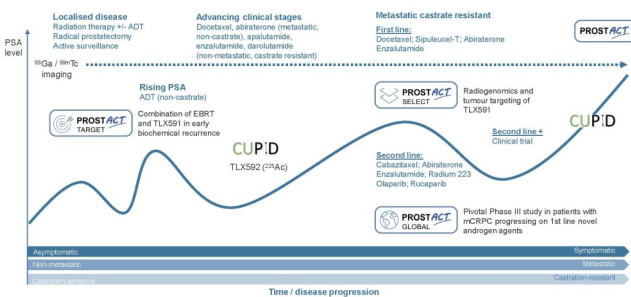 Localised disease
Radiation therapy +/- ADT
Radical prostatectomy
Active surveillance
Advancing clinical stages
Docetaxel, abiraterone (metastatic,
non-castrate), apalutamide,
enzalutamide, darolutamide
(non-metastatic, castrate resistant)
Metastatic castrate resistant
First line:
Docetaxel; Sipuleucel-T; Abiraterone
Enzalutamide
PROSTACT
PSA
level
68Ga / 99mTc
imaging
Rising PSA
ADT (non-castrate)
PROSTACT
TARGET
Combination of EBRT
and TLX591 in early
biochemical recurrence
CUPID
TLX592 (225Ac)
PROSTACT
SELECT
Radiogenomics and
tumour targeting of
TLX591
CUPID
Second line +
Clinical trial
Second line:
Cabazitaxel; Abiraterone
Enzalutamide; Radium 223
Olaparib; Rucaparib
PROSTACT
GLOBAL
Pivotal Phase III study in patients with
mCRPC progressing on 1st line novel
androgen agents
Asymptomatic
Symptomatic
Non-metastatic
Metastatic
Castration-sensitive
Castration-resistant
Time / disease progression